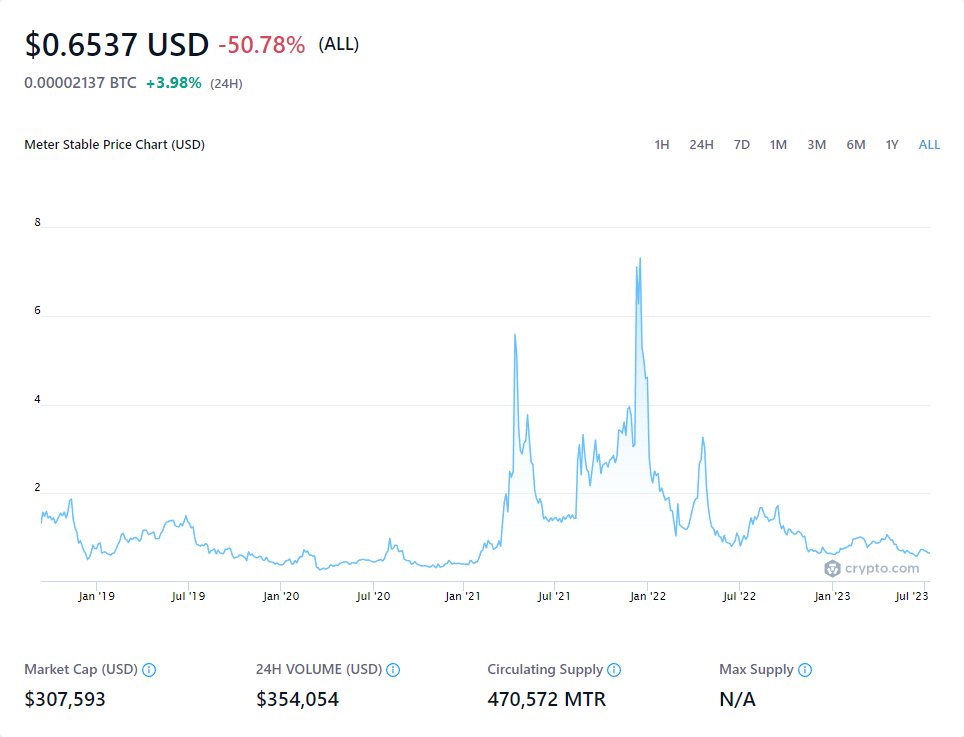 $0.6537 USD -50.78% (ALL)
0.00002137 BTC +3.98% (24H)
Meter Stable Price Chart (USD) 1H 24H 7D 1M 3M 6M 1Y ALL
8
6
4
2
crypto.com
Jan '19 Jul '19 Jan '20 Jul '20 Jan '21 Jul '21 Jan '22 Jul '22 Jan '23 Jul '23
Market Cap (USD) 24H VOLUME (USD) Circulating Supply Max Supply
$307,593 $354,054 470,572 MTR N/A